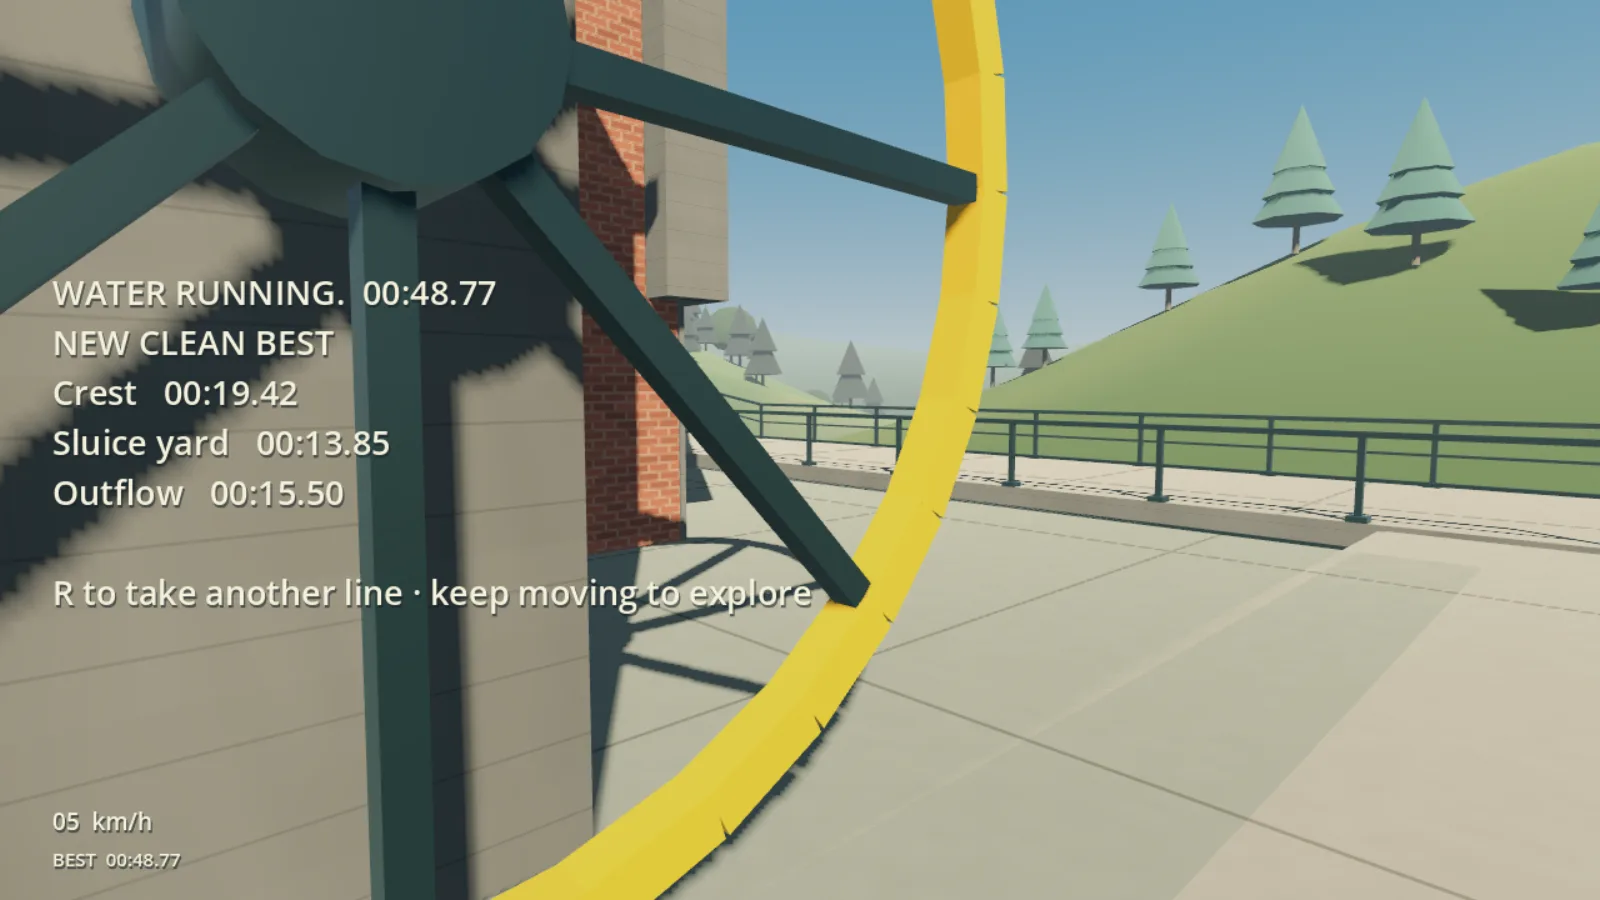 WATER RUNNING. 00:48.77
NEW CLEAN BEST
Crest 00:19.42
Sluice yard 00:13.85
Outflow 00:15.50
R to take another line · keep moving to explore
05 km/h
BEST 00:48.77